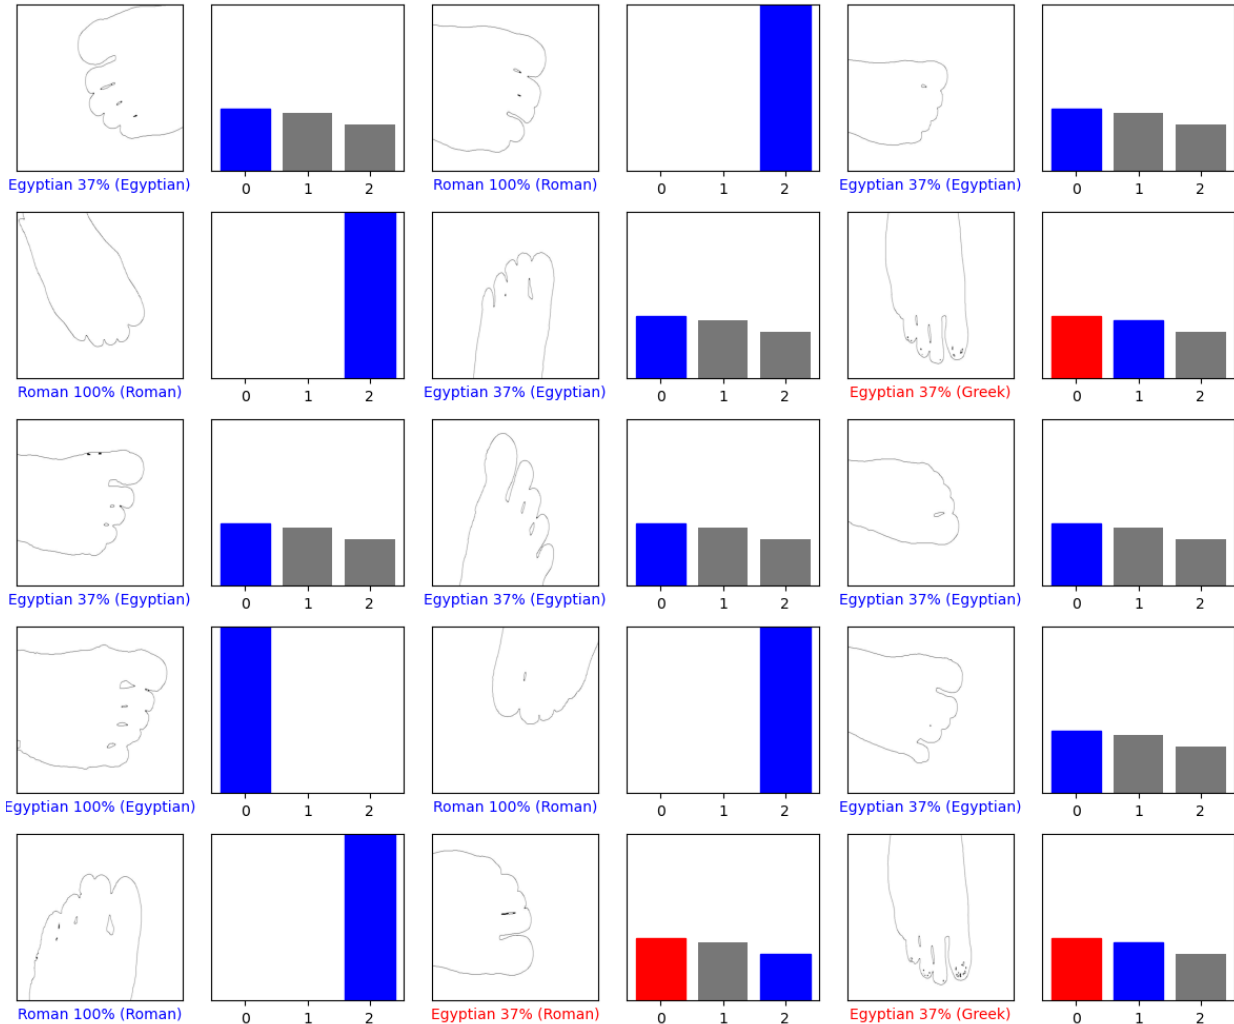 0 1 2 0 1 2 0 1 2
Egyptian 37% (Egyptian) Roman 100% (Roman) Egyptian 37% (Egyptian)
0 1 2 0 1 2 0 1 2
Roman 100% (Roman) Egyptian 37% (Egyptian) Egyptian 37% (Greek)
0 1 2 0 1 2 0 1 2
Egyptian 37% (Egyptian) Egyptian 37% (Egyptian) Egyptian 37% (Egyptian)
0 1 2 0 1 2 0 1 2
Egyptian 100% (Egyptian) Roman 100% (Roman) Egyptian 37% (Egyptian)
0 1 2 0 1 2 0 1 2
Roman 100% (Roman) Egyptian 37% (Roman) Egyptian 37% (Greek)